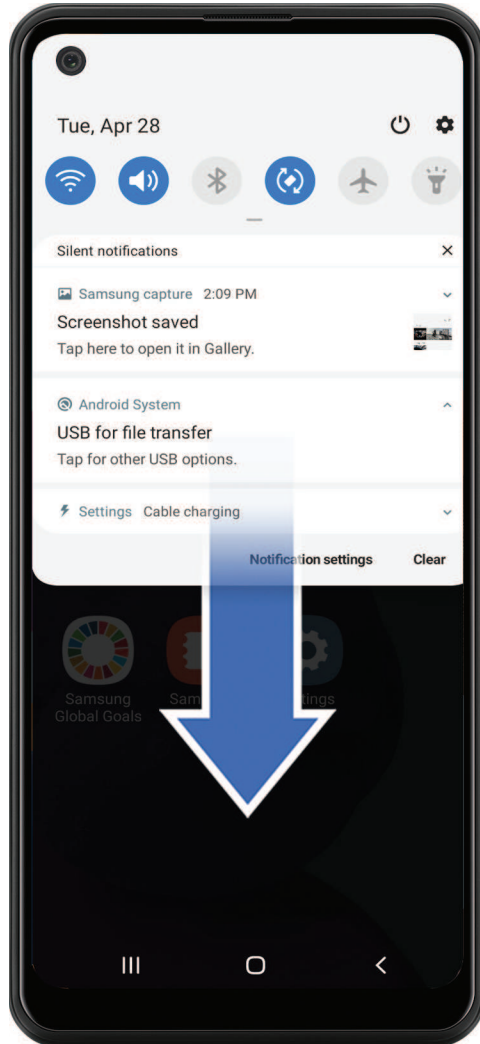 Tue, Apr 28
Silent notifications
Samsung capture 2:09 PM
Screenshot saved
Tap here to open it in Gallery.
Android System
USB for file transfer
Tap for other USB options.
Settings Cable charging
Notification settings Clear
Samsung
Global Goals